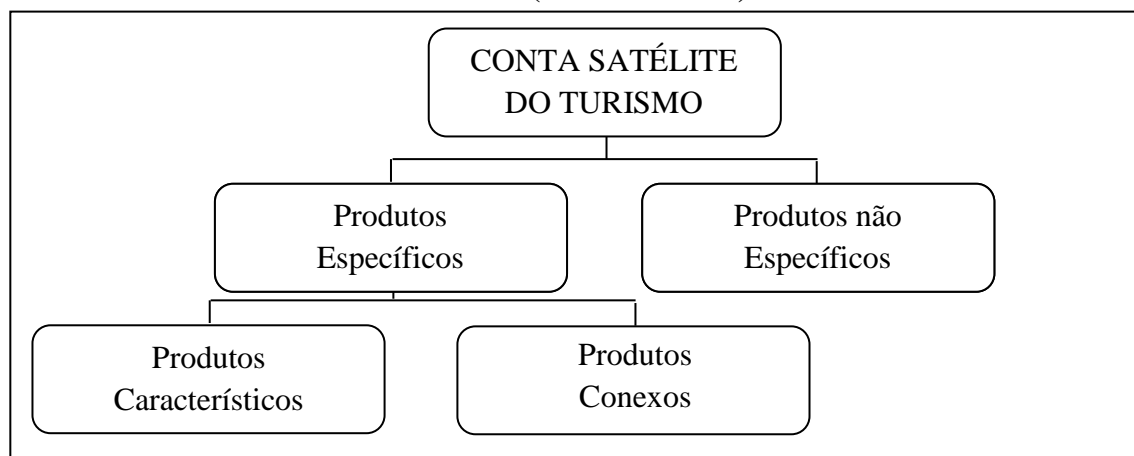 CONTA SATÉLITE
DO TURISMO
Produtos
Específicos
Produtos não
Específicos
Produtos
Característicos
Produtos
Conexos